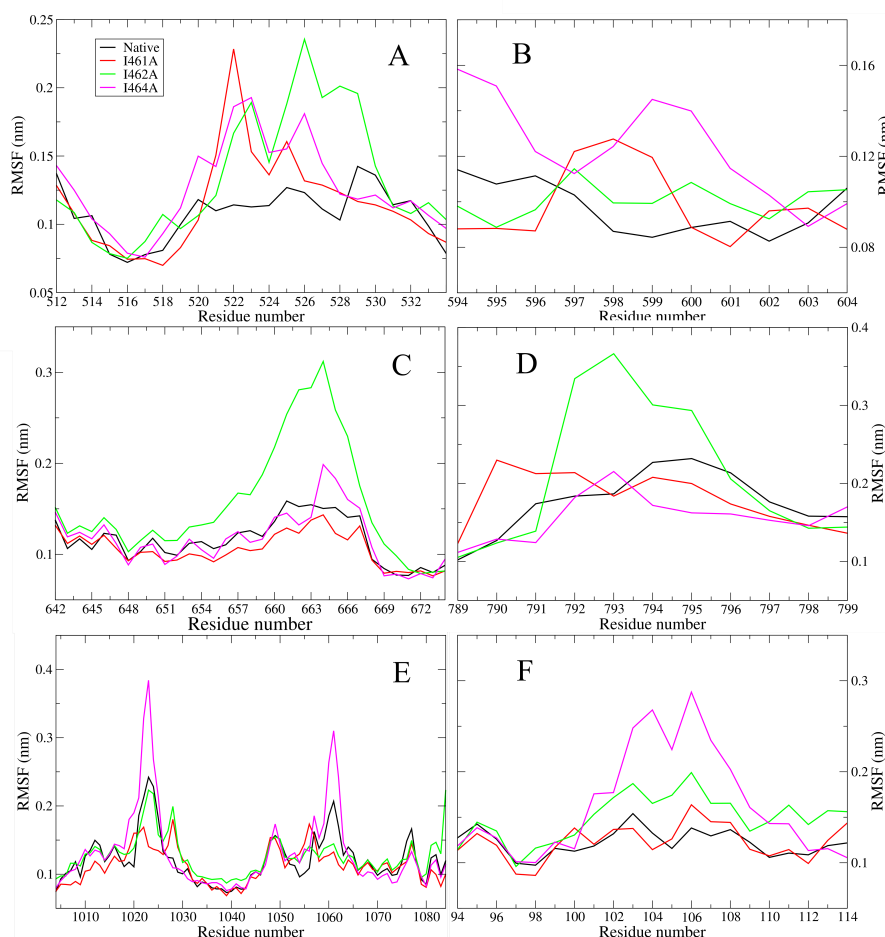 0.25
0.2
0.15
0.1
0.05
RMSF (nm)
Native
I461A
I462A
I464A
A
512 514 516 518 520 522 524 526 528 530 532
Residue number
B
0.16
0.12
0.08
RMSF (nm)
594 595 596 597 598 599 600 601 602 603 604
Residue number
0.3
0.2
0.1
RMSF (nm)
C
642 645 648 651 654 657 660 663 666 669 672
Residue number
D
0.4
0.3
0.2
0.1
RMSF (nm)
789 790 791 792 793 794 795 796 797 798 799
Residue number
0.4
0.3
0.2
0.1
RMSF (nm)
E
1010 1020 1030 1040 1050 1060 1070 1080
Residue number
F
0.3
0.2
0.1
RMSF (nm)
94 96 98 100 102 104 106 108 110 112 114
Residue number